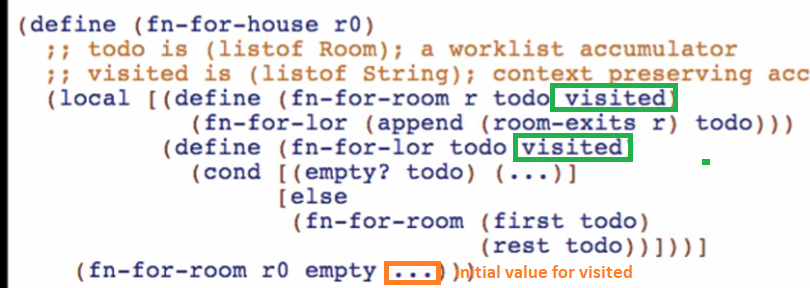 (define (fn-for-house r0)
;; todo is (listof Room); a worklist accumulator
;; visited is (listof String); context preserving acc
(local [(define (fn-for-room r todo visited)
(fn-for-lor (append (room-exits r) todo)))
(define (fn-for-lor todo visited)
(cond [(empty? todo) (...)]
[else
(fn-for-room (first todo)
(rest todo))]))]
(fn-for-room r0 empty ...))) Initial value for visited